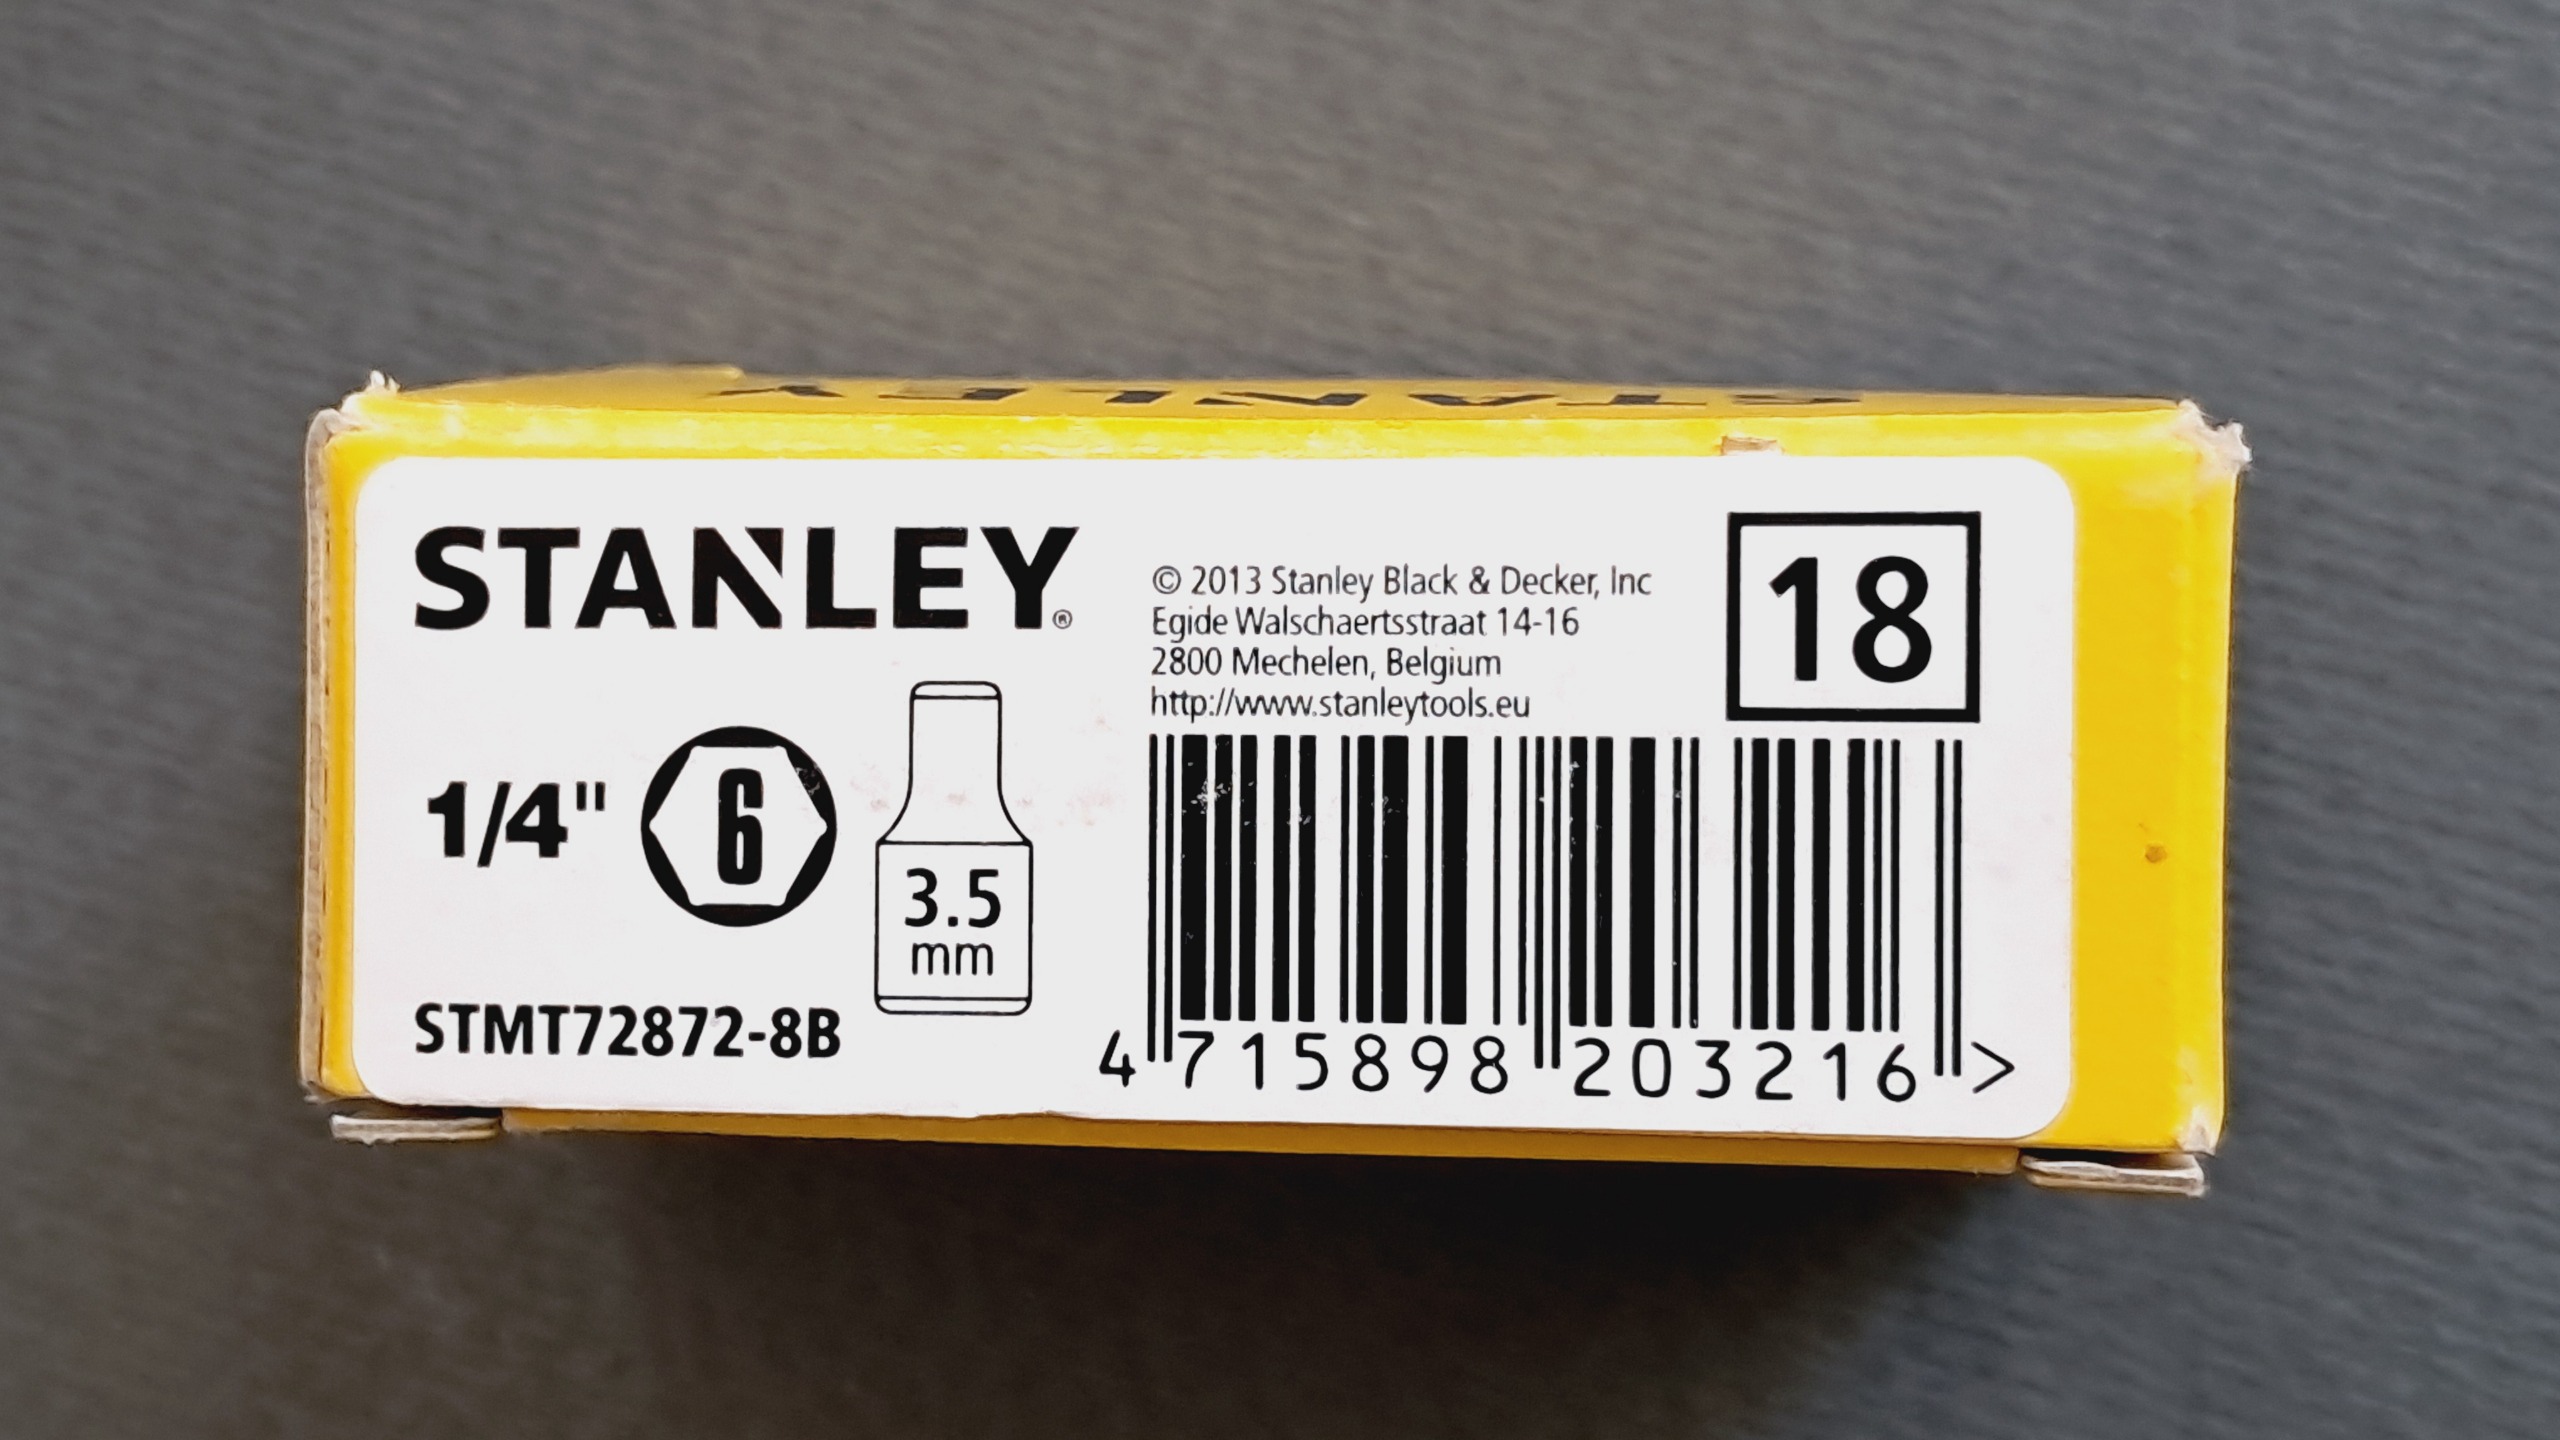 STANLEY
STANLEY®
© 2013 Stanley Black & Decker, Inc
Egide Walschaertsstraat 14-16
2800 Mechelen, Belgium
http://www.stanleytools.eu
18
1/4"
6
3.5
mm
STMT72872-8B
4 715898 203216 >